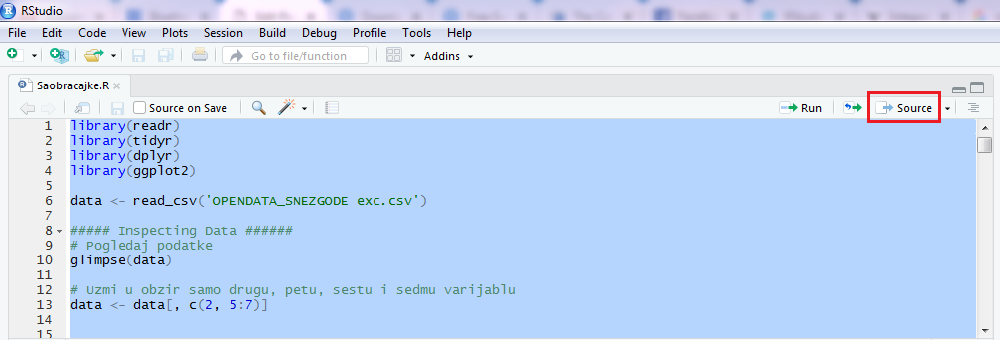 RStudio
File Edit Code View Plots Session Build Debug Profile Tools Help
Go to file/function Addins
Saobracajke.R
Source on Save Run Source
1 library(readr)
2 library(tidyr)
3 library(dplyr)
4 library(ggplot2)
5
6 data <- read_csv('OPENDATA_SNEZGODE exc.csv')
7
8 ##### Inspecting Data ######
9 # Pogledaj podatke
10 glimpse(data)
11
12 # Uzmi u obzir samo drugu, petu, sestu i sedmu varijablu
13 data <- data[, c(2, 5:7)]
14
15